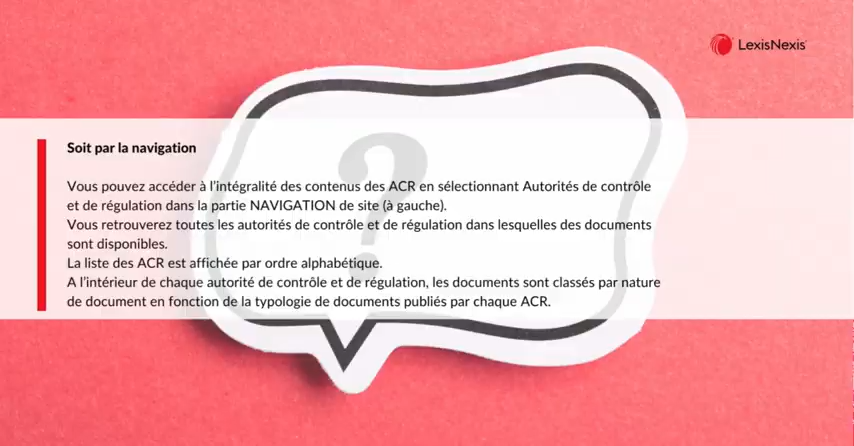 LexisNexis
Soit par la navigation
Vous pouvez accéder à l'intégralité des contenus des ACR en sélectionnant Autorités de contrôle
et de régulation dans la partie NAVIGATION de site (à gauche).
Vous retrouverez toutes les autorités de contrôle et de régulation dans lesquelles des documents
sont disponibles.
La liste des ACR est affichée par ordre alphabétique.
A l'intérieur de chaque autorité de contrôle et de régulation, les documents sont classés par nature
de document en fonction de la typologie de documents publiés par chaque ACR.
?